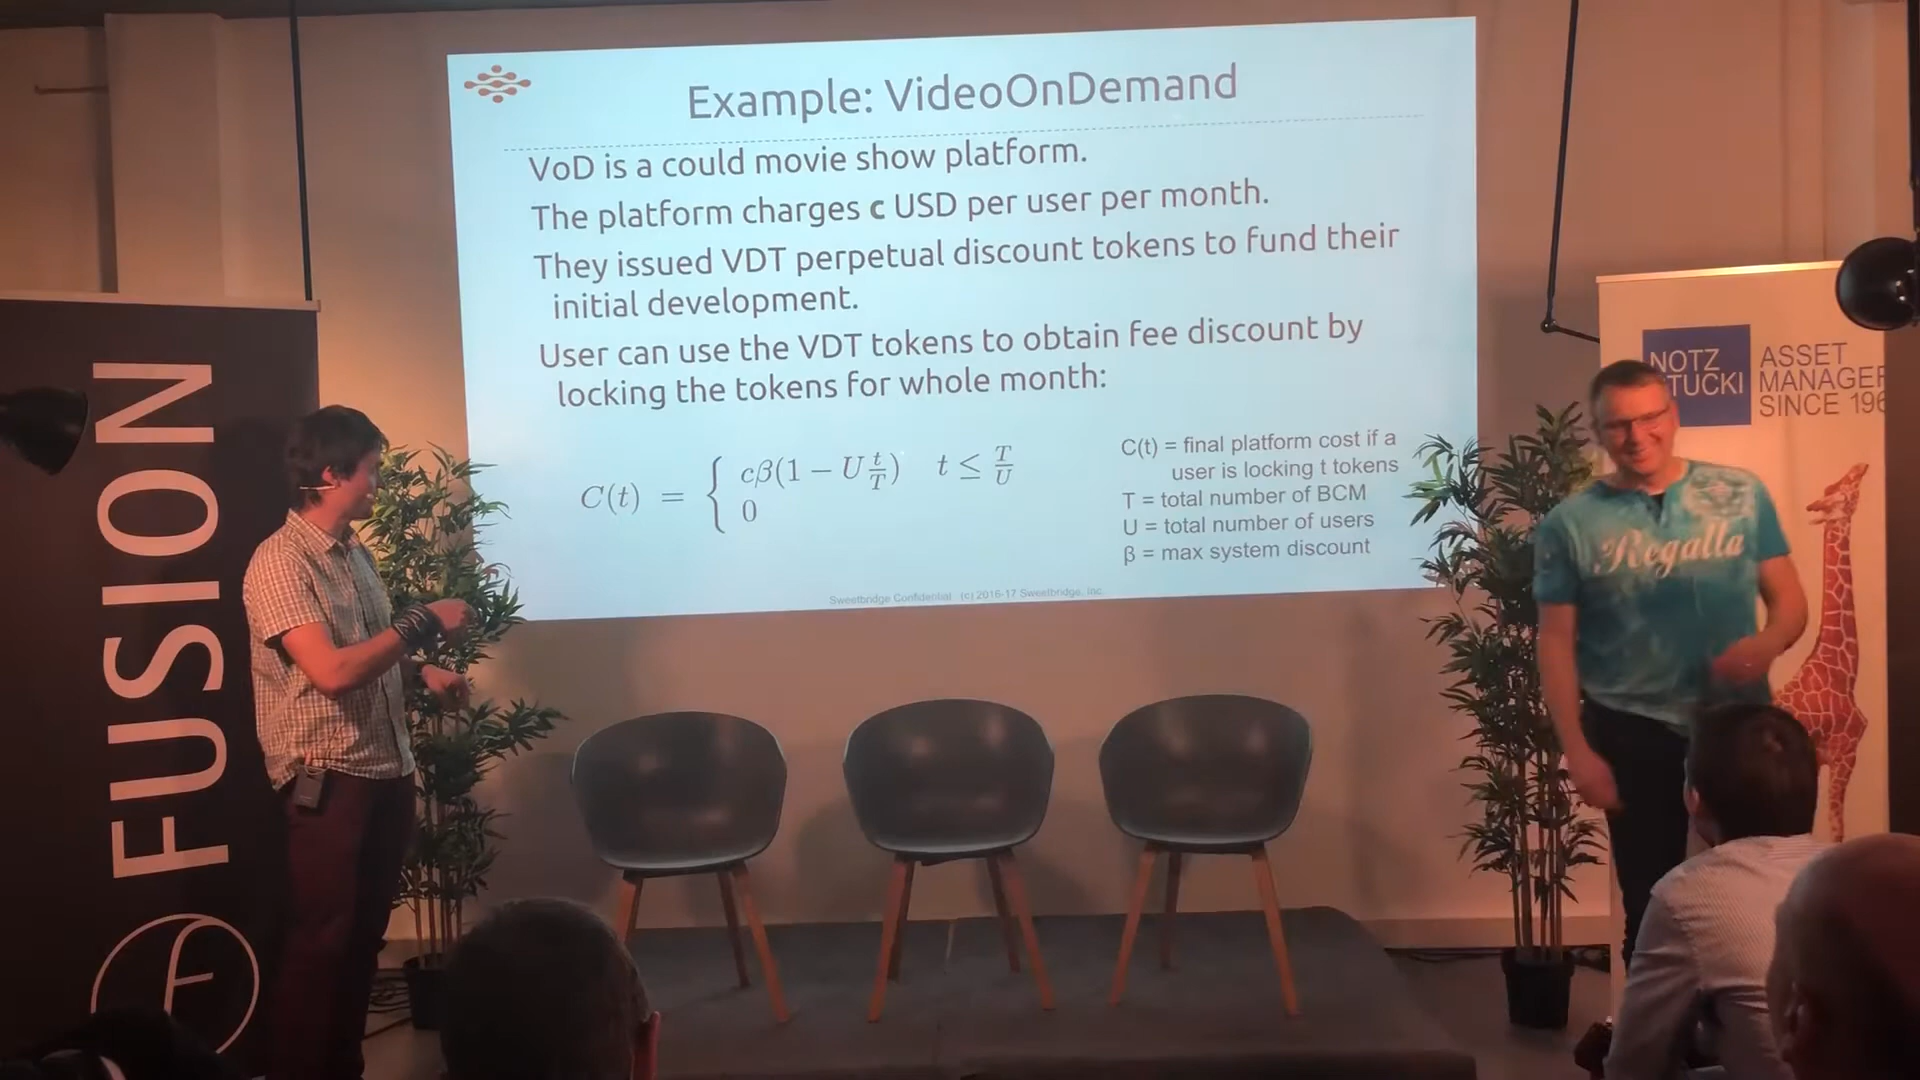 Example: VideoOnDemand
VoD is a could movie show platform.
The platform charges c USD per user per month.
They issued VDT perpetual discount tokens to fund their
initial development.
User can use the VDT tokens to obtain fee discount by
locking the tokens for whole month:
C(t) = { cβ(1 − U t/T) t ≤ T/U
0
C(t) = final platform cost if a
user is locking t tokens
T = total number of BCM
U = total number of users
β = max system discount
Sweetbridge Confidential (c) 2016-17 Sweetbridge, Inc
FUSION
F
NOTZ
TUCKI
ASSET
MANAGER
SINCE 196
Regalla